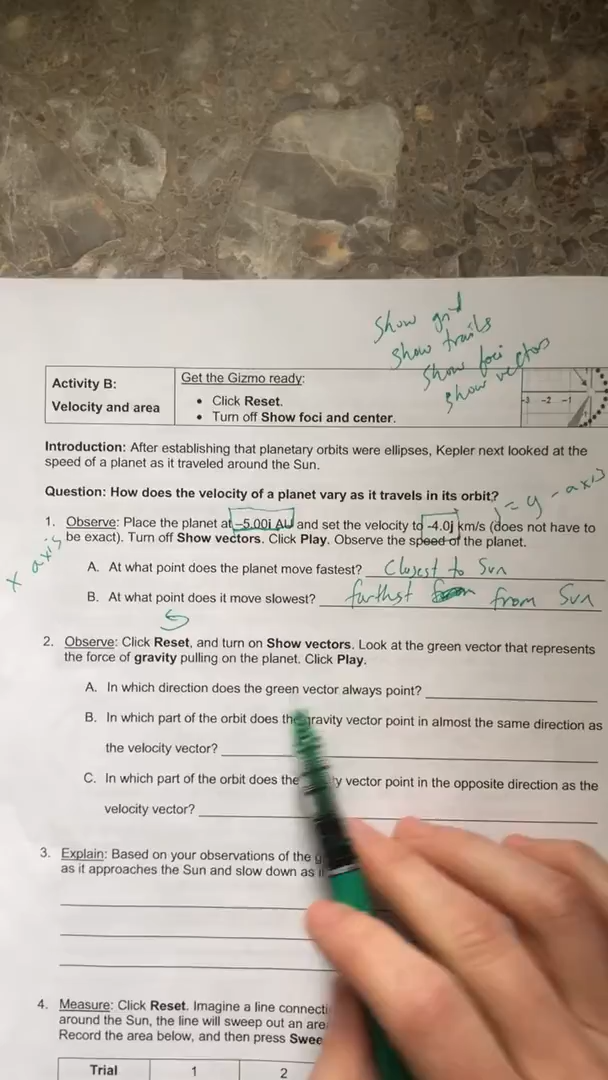 show grid
show trails
show foci
show vector
Activity B:
Velocity and area
Get the Gizmo ready:
• Click Reset.
• Turn off Show foci and center.
-3 -2 -1
Introduction: After establishing that planetary orbits were ellipses, Kepler next looked at the
speed of a planet as it traveled around the Sun.
Question: How does the velocity of a planet vary as it travels in its orbit?
j = y - axis
x axis
1. Observe: Place the planet at -5.00i AU and set the velocity to -4.0j km/s (does not have to
be exact). Turn off Show vectors. Click Play. Observe the speed of the planet.
A. At what point does the planet move fastest? Closest to Sun
B. At what point does it move slowest? furthst from Sun
2. Observe: Click Reset, and turn on Show vectors. Look at the green vector that represents
the force of gravity pulling on the planet. Click Play.
A. In which direction does the green vector always point?
B. In which part of the orbit does the gravity vector point in almost the same direction as
the velocity vector?
C. In which part of the orbit does the vector point in the opposite direction as the
velocity vector?
3. Explain: Based on your observations of the
as it approaches the Sun and slow down as
4. Measure: Click Reset. Imagine a line
around the Sun, the line will sweep out an
Record the area below, and then press
Trial 1 2